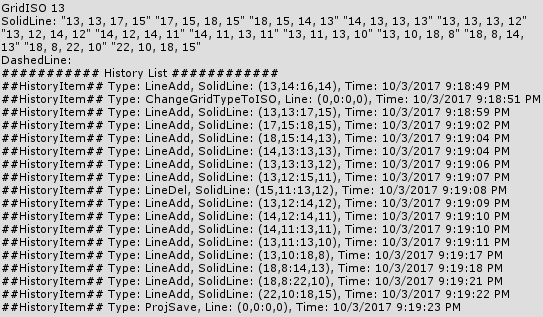 GridISO 13
SolidLine: "13, 13, 17, 15" "17, 15, 18, 15" "18, 15, 14, 13" "14, 13, 13, 13" "13, 13, 13, 12"
"13, 12, 14, 12" "14, 12, 14, 11" "14, 11, 13, 11" "13, 11, 13, 10" "13, 10, 18, 8" "18, 8, 14,
13" "18, 8, 22, 10" "22, 10, 18, 15"
DashedLine:
########### History List ############
##HistoryItem## Type: LineAdd, SolidLine: (13,14:16,14), Time: 10/3/2017 9:18:49 PM
##HistoryItem## Type: ChangeGridTypeToISO, Line: (0,0:0,0), Time: 10/3/2017 9:18:51 PM
##HistoryItem## Type: LineAdd, SolidLine: (13,13:17,15), Time: 10/3/2017 9:18:59 PM
##HistoryItem## Type: LineAdd, SolidLine: (17,15:18,15), Time: 10/3/2017 9:19:02 PM
##HistoryItem## Type: LineAdd, SolidLine: (18,15:14,13), Time: 10/3/2017 9:19:04 PM
##HistoryItem## Type: LineAdd, SolidLine: (14,13:13,13), Time: 10/3/2017 9:19:04 PM
##HistoryItem## Type: LineAdd, SolidLine: (13,13:13,12), Time: 10/3/2017 9:19:06 PM
##HistoryItem## Type: LineAdd, SolidLine: (13,12:15,11), Time: 10/3/2017 9:19:07 PM
##HistoryItem## Type: LineDel, SolidLine: (15,11:13,12), Time: 10/3/2017 9:19:08 PM
##HistoryItem## Type: LineAdd, SolidLine: (13,12:14,12), Time: 10/3/2017 9:19:09 PM
##HistoryItem## Type: LineAdd, SolidLine: (14,12:14,11), Time: 10/3/2017 9:19:10 PM
##HistoryItem## Type: LineAdd, SolidLine: (14,11:13,11), Time: 10/3/2017 9:19:10 PM
##HistoryItem## Type: LineAdd, SolidLine: (13,11:13,10), Time: 10/3/2017 9:19:11 PM
##HistoryItem## Type: LineAdd, SolidLine: (13,10:18,8), Time: 10/3/2017 9:19:17 PM
##HistoryItem## Type: LineAdd, SolidLine: (18,8:14,13), Time: 10/3/2017 9:19:18 PM
##HistoryItem## Type: LineAdd, SolidLine: (18,8:22,10), Time: 10/3/2017 9:19:21 PM
##HistoryItem## Type: LineAdd, SolidLine: (22,10:18,15), Time: 10/3/2017 9:19:22 PM
##HistoryItem## Type: ProjSave, Line: (0,0:0,0), Time: 10/3/2017 9:19:23 PM